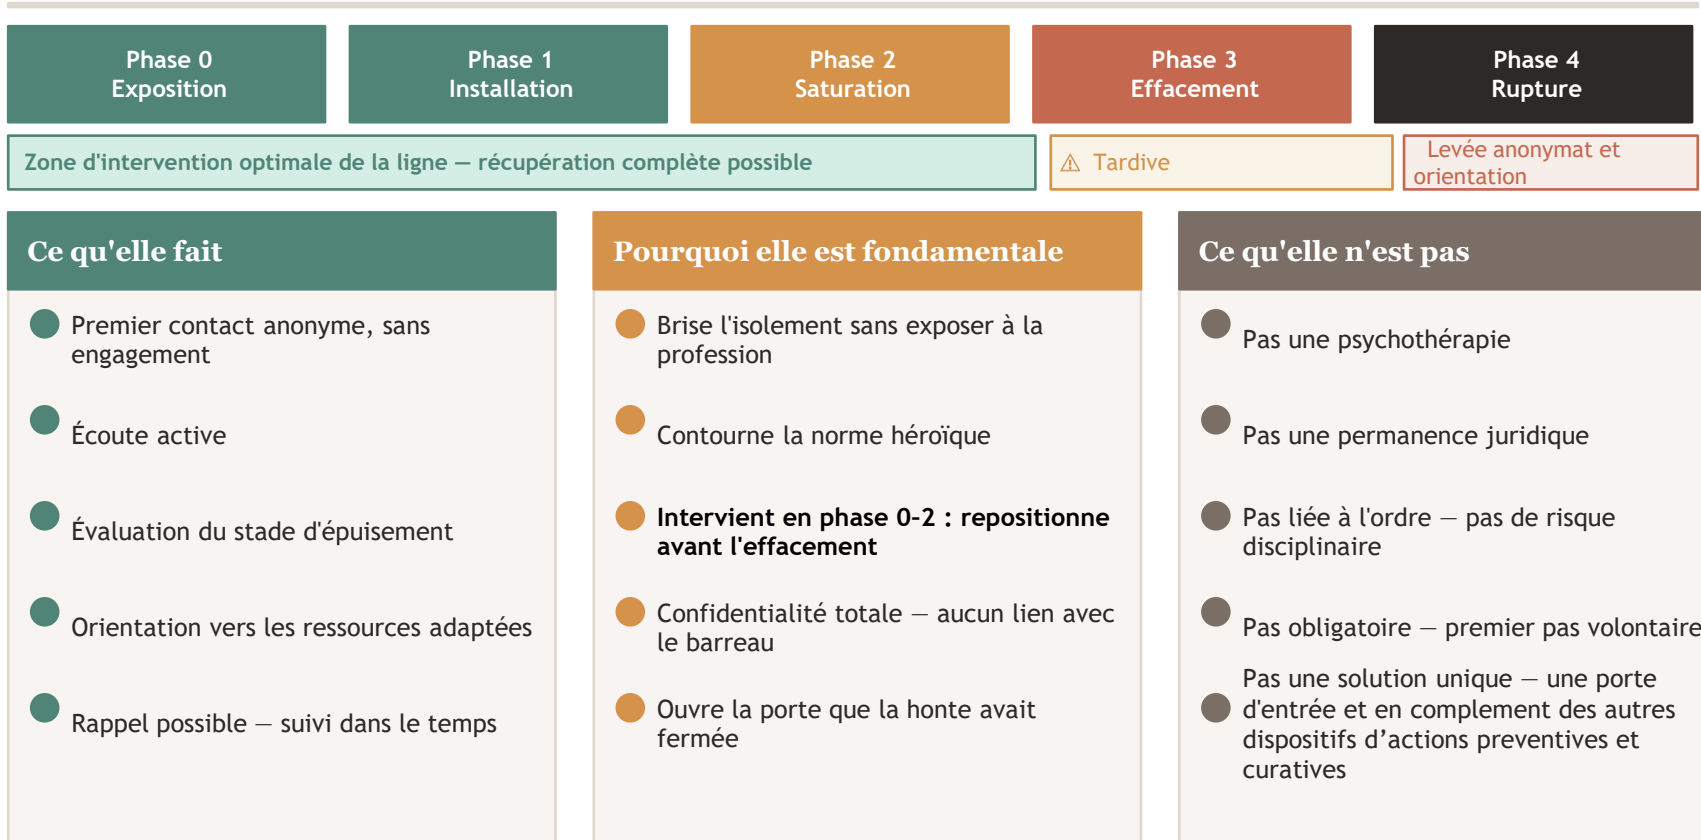 Phase 0
Exposition
Phase 1
Installation
Phase 2
Saturation
Phase 3
Effacement
Phase 4
Rupture
Zone d'intervention optimale de la ligne — récupération complète possible
⚠ Tardive
Levée anonymat et
orientation
Ce qu'elle fait
Premier contact anonyme, sans
engagement
Écoute active
Évaluation du stade d'épuisement
Orientation vers les ressources adaptées
Rappel possible — suivi dans le temps
Pourquoi elle est fondamentale
Brise l'isolement sans exposer à la
profession
Contourne la norme héroïque
Intervient en phase 0–2 : repositionne
avant l'effacement
Confidentialité totale — aucun lien avec
le barreau
Ouvre la porte que la honte avait
fermée
Ce qu'elle n'est pas
Pas une psychothérapie
Pas une permanence juridique
Pas liée à l'ordre — pas de risque
disciplinaire
Pas obligatoire — premier pas volontaire
Pas une solution unique — une porte
d'entrée et en complement des autres
dispositifs d’actions preventives et
curatives